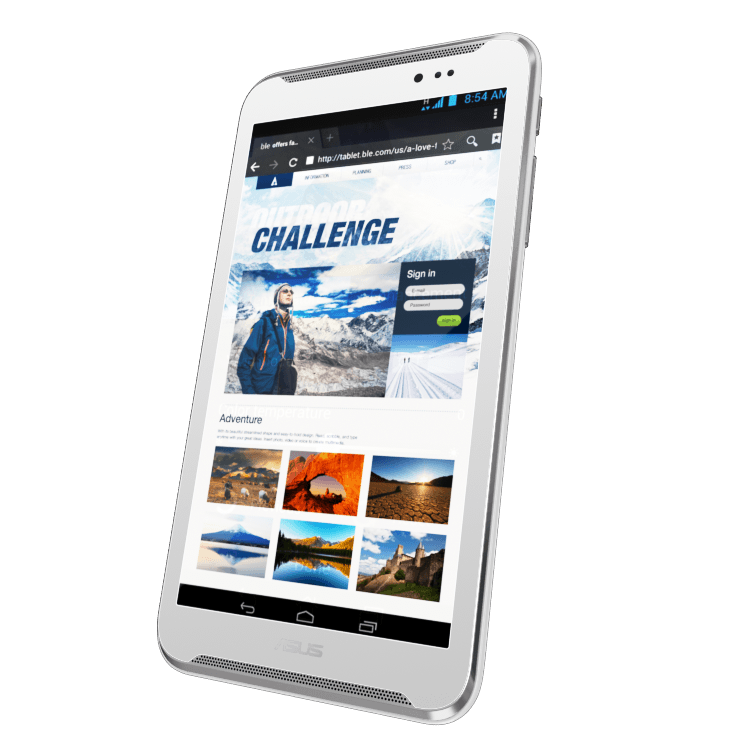 H
8:54 AM
ble offers fa..
http://tablet.ble.com/us/a-love-t
INFORMATION PLANNING PRESS SHOP
OUTDOOR
CHALLENGE
Sign in
E-mail
Password
sign in
Adventure
ASUS